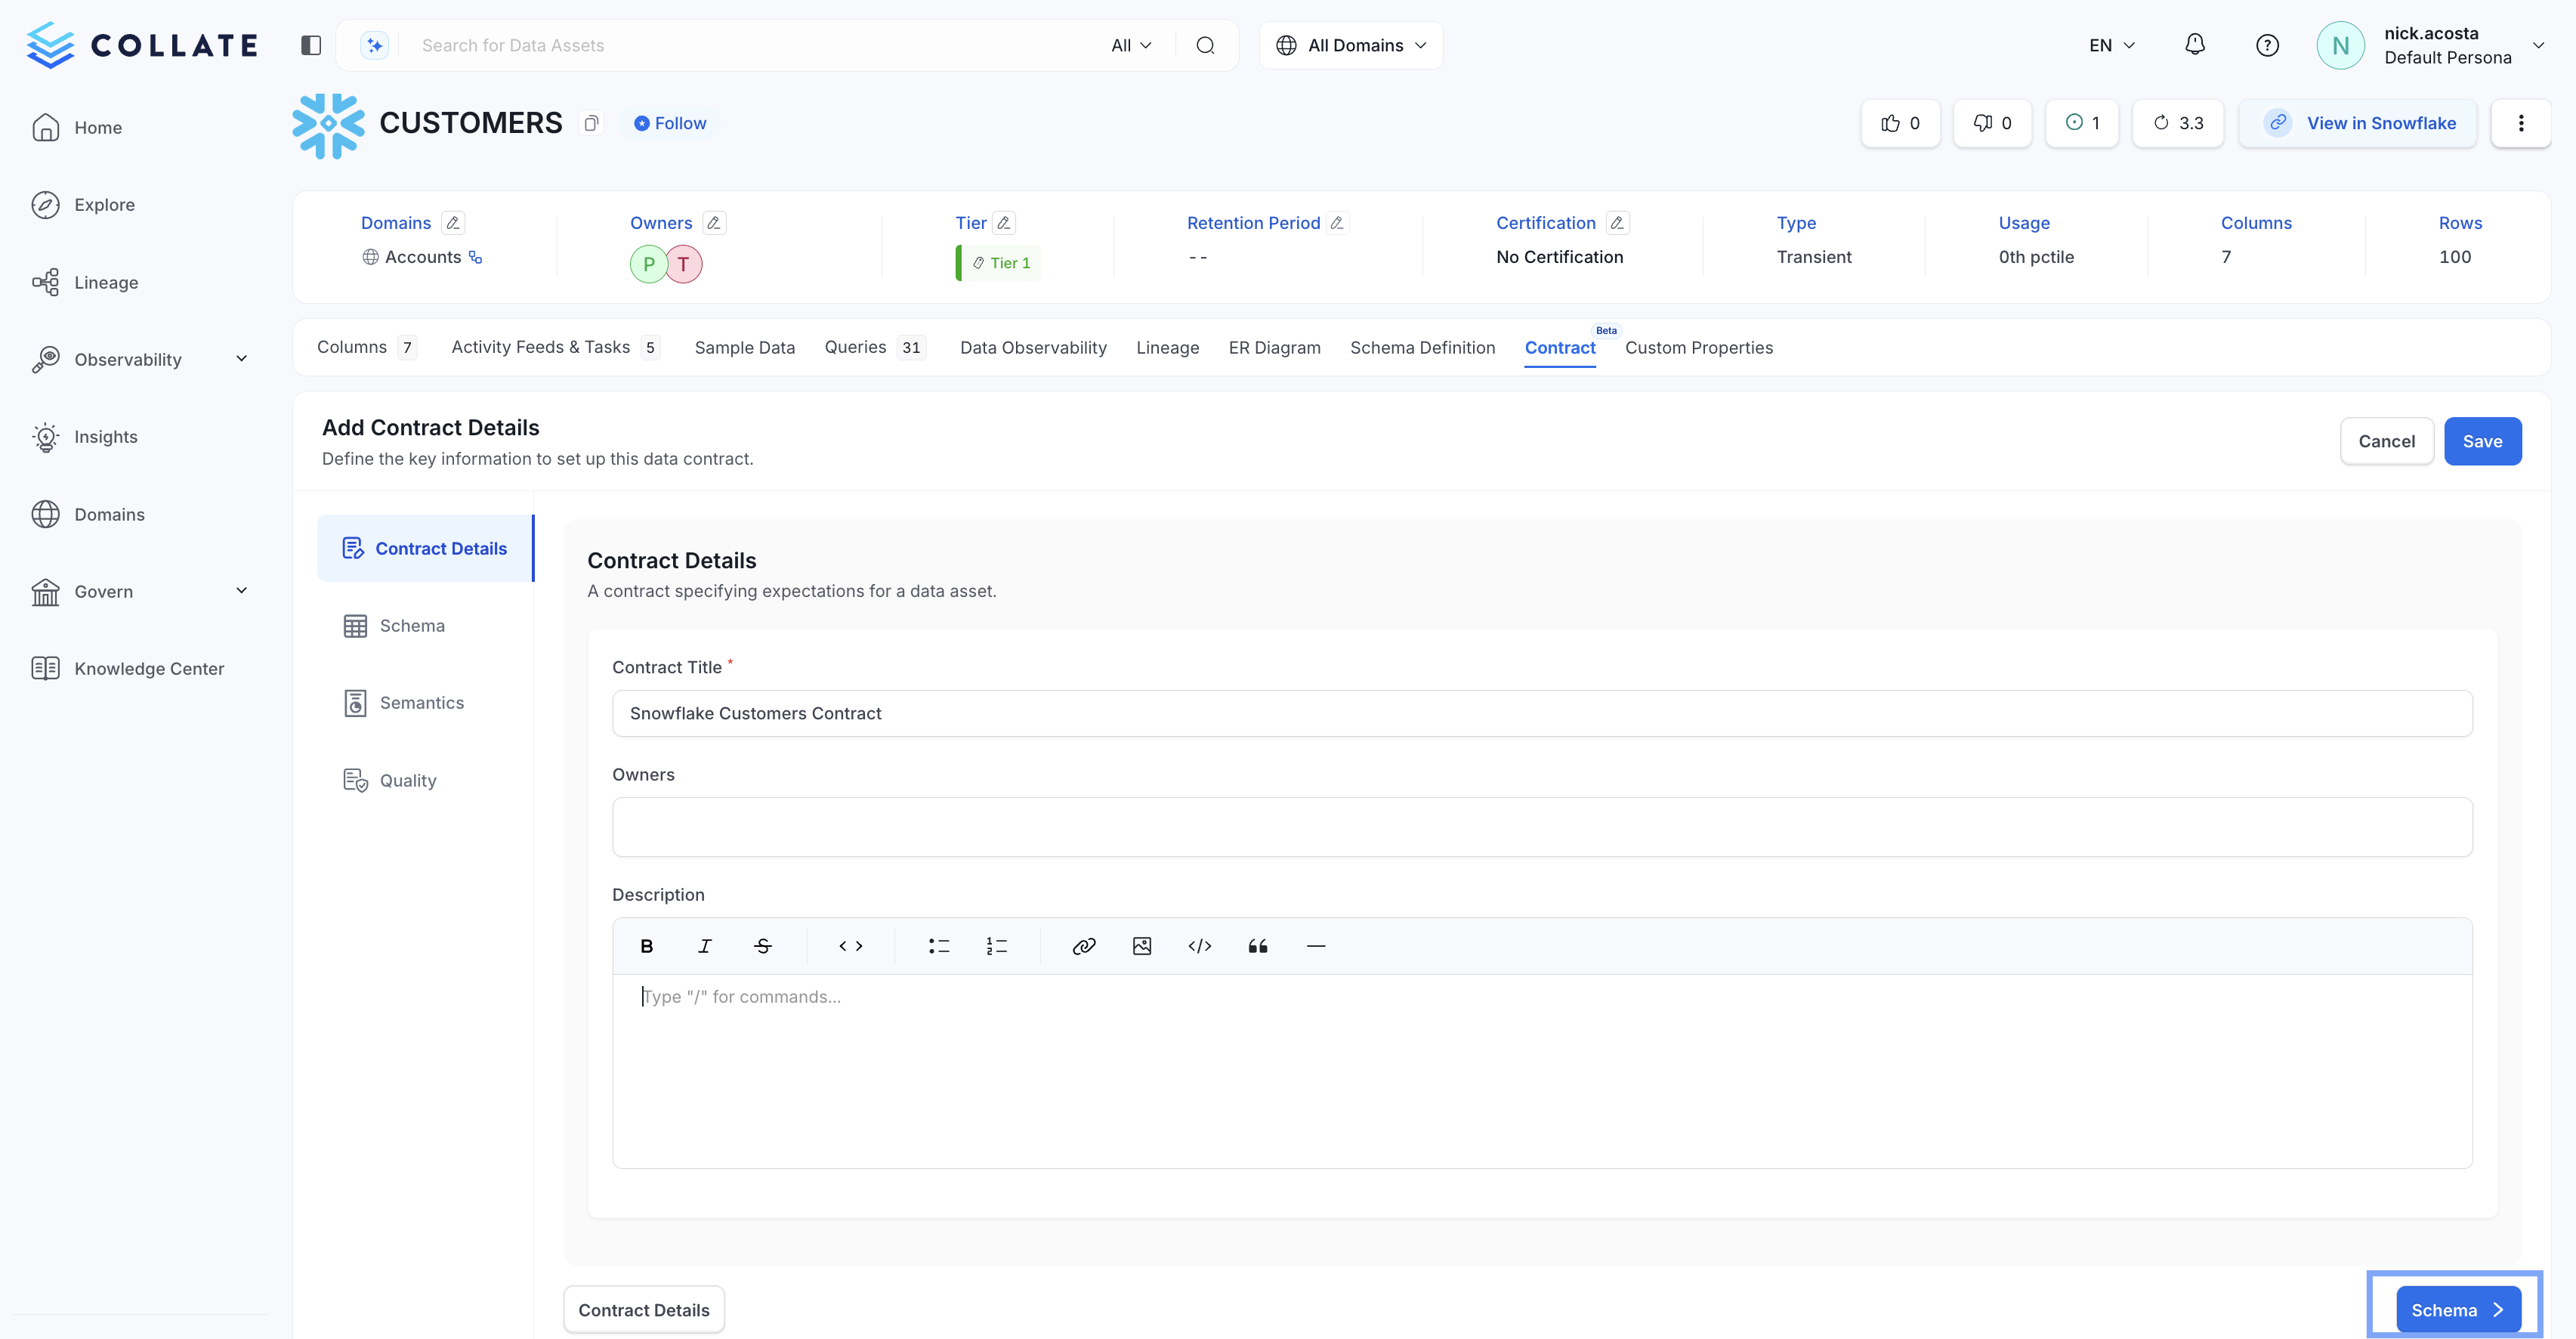 COLLATE
Search for Data Assets
All
All Domains
EN
N
nick.acosta
Default Persona
Home
Explore
Lineage
Observability
Insights
Domains
Govern
Knowledge Center
CUSTOMERS
Follow
0
0
1
3.3
View in Snowflake
Domains
Accounts
Owners
P T
Tier
Tier 1
Retention Period
--
Certification
No Certification
Type
Transient
Usage
0th pctile
Columns
7
Rows
100
Columns 7
Activity Feeds & Tasks 5
Sample Data
Queries 31
Data Observability
Lineage
ER Diagram
Schema Definition
Contract
Beta
Custom Properties
Add Contract Details
Define the key information to set up this data contract.
Cancel
Save
Contract Details
Schema
Semantics
Quality
Contract Details
A contract specifying expectations for a data asset.
Contract Title *
Snowflake Customers Contract
Owners
Description
Type "/" for commands...
Contract Details
Schema